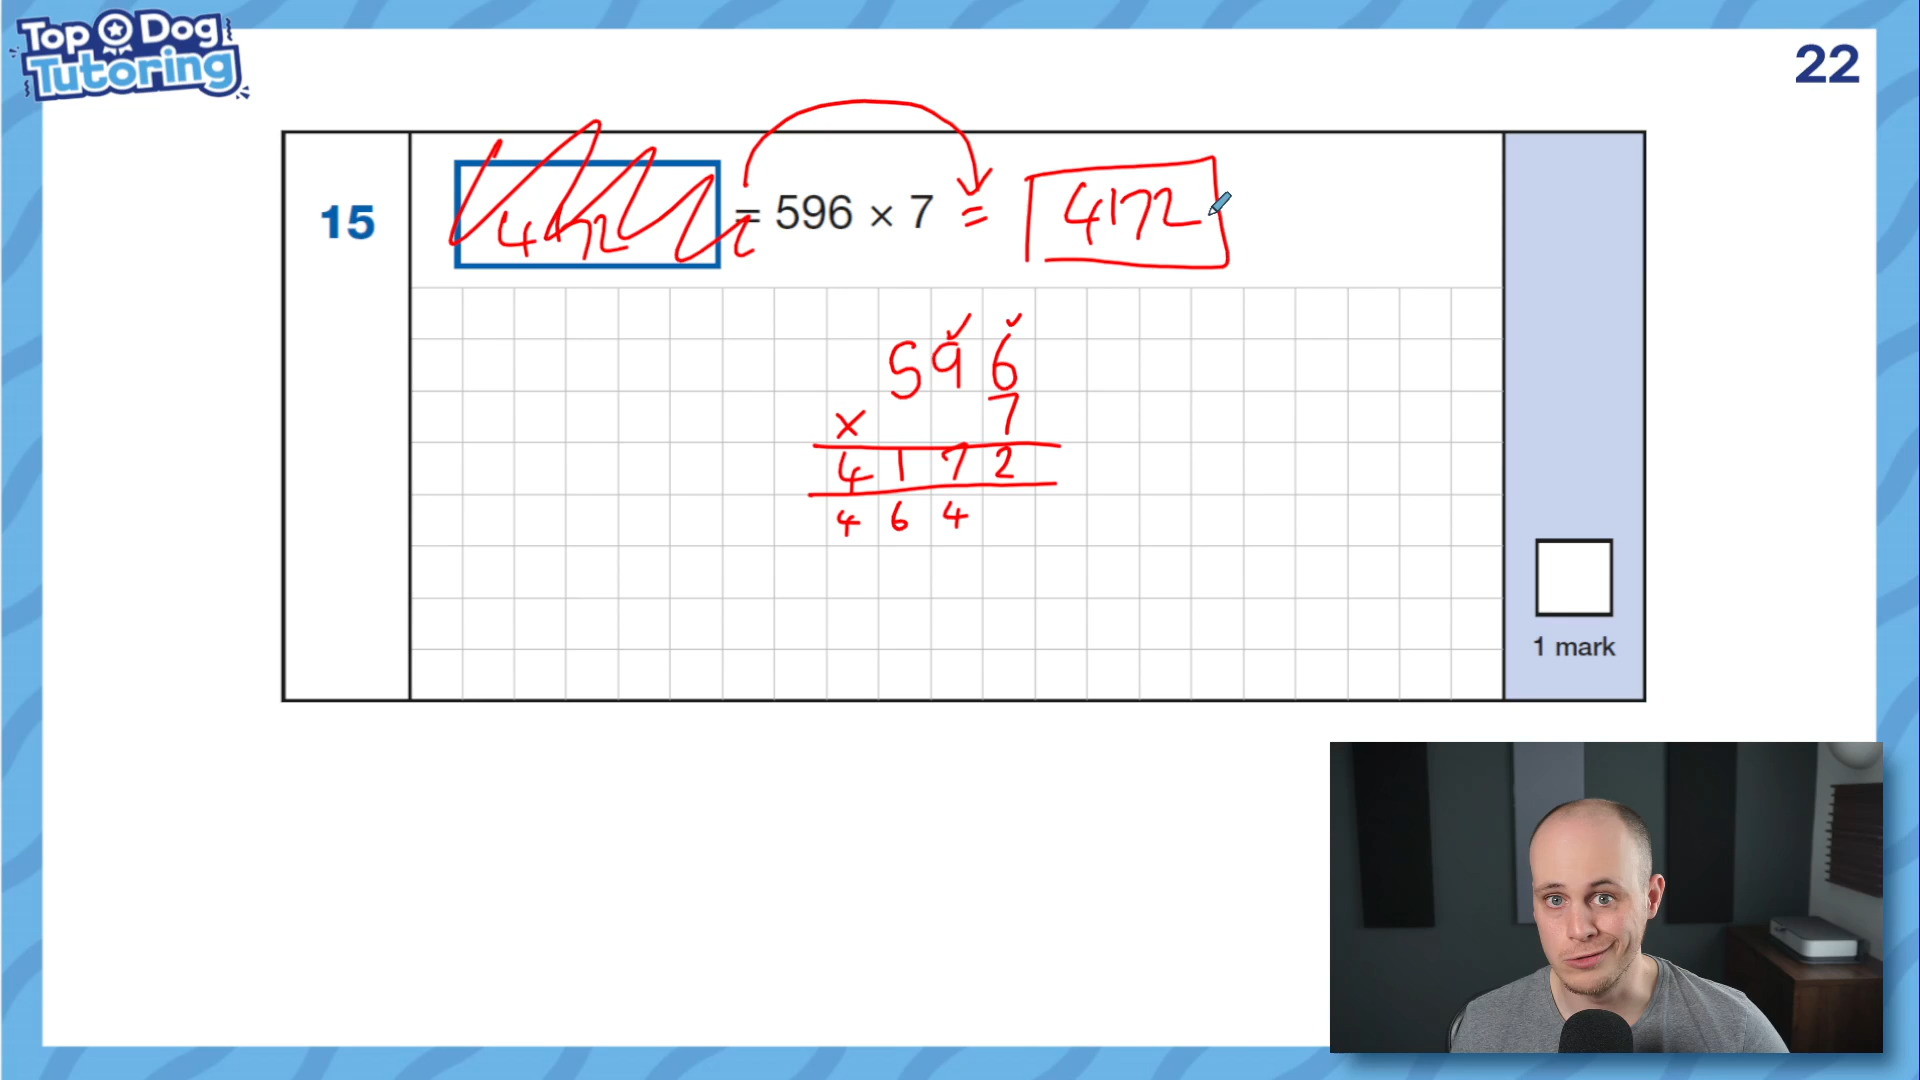 Top Dog
Tutoring
22
15
4172 = 596 × 7 = 4172
596
× 7
4172
464
1 mark